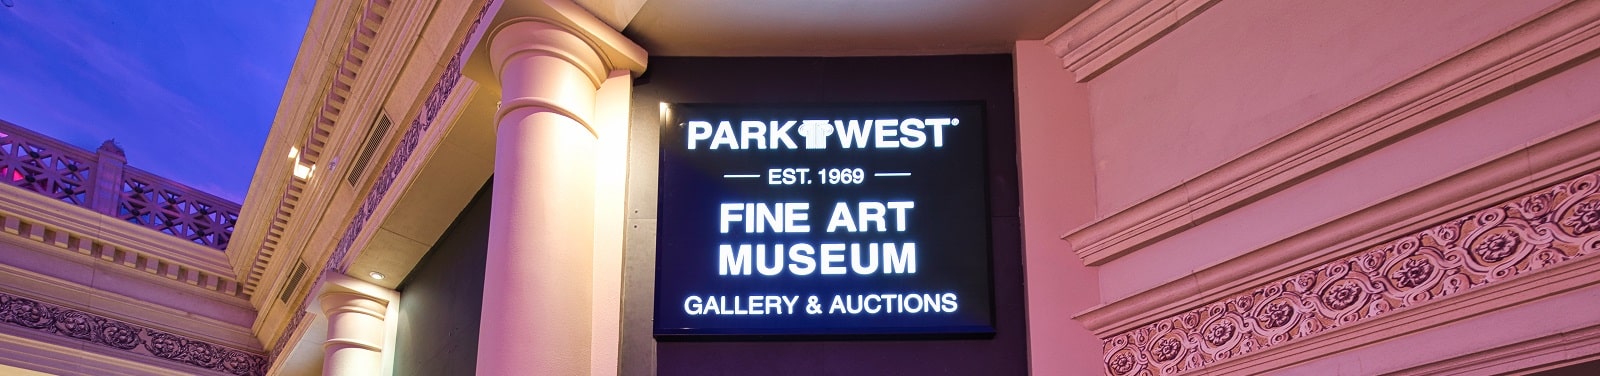 PARK WEST®
EST. 1969
FINE ART
MUSEUM
GALLERY & AUCTIONS